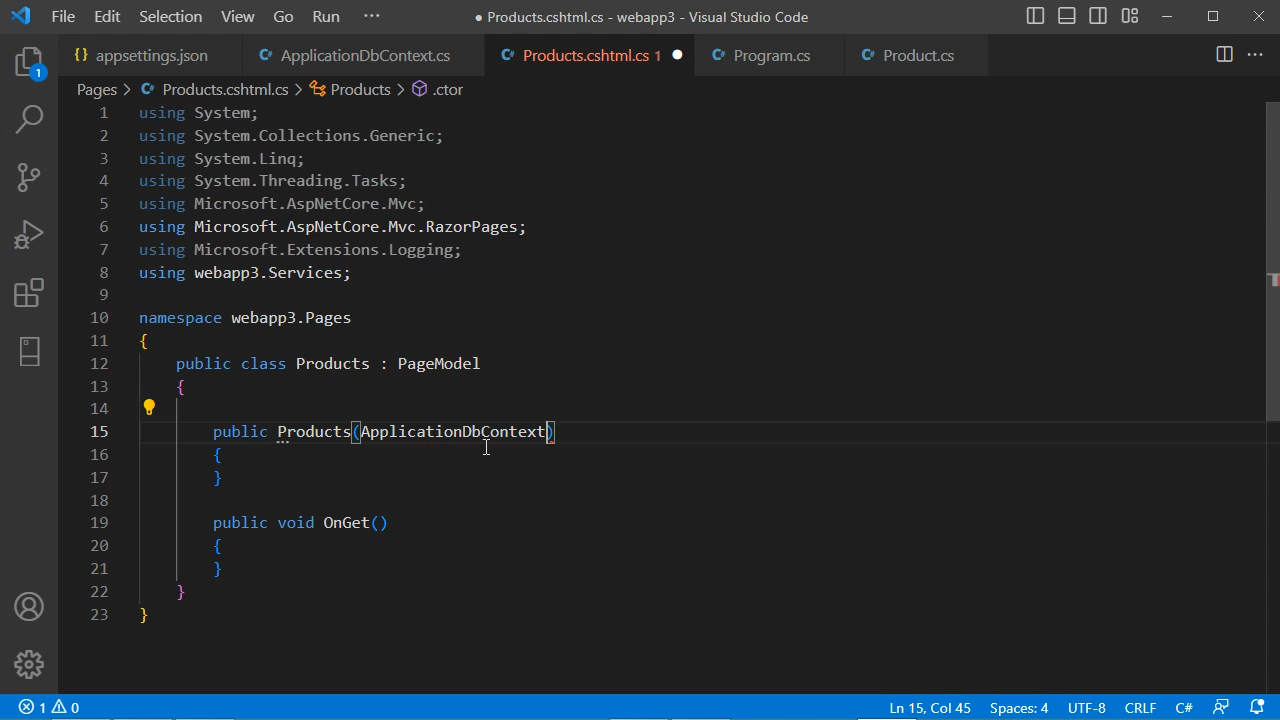 File Edit Selection View Go Run ··· ● Products.cshtml.cs - webapp3 - Visual Studio Code
{} appsettings.json C# ApplicationDbContext.cs C# Products.cshtml.cs 1 ● C# Program.cs C# Product.cs ···
Pages > C# Products.cshtml.cs > Products > .ctor
1 using System;
2 using System.Collections.Generic;
3 using System.Linq;
4 using System.Threading.Tasks;
5 using Microsoft.AspNetCore.Mvc;
6 using Microsoft.AspNetCore.Mvc.RazorPages;
7 using Microsoft.Extensions.Logging;
8 using webapp3.Services;
9
10 namespace webapp3.Pages
11 {
12 public class Products : PageModel
13 {
14
15 public Products(ApplicationDbContext)
16 {
17 }
18
19 public void OnGet()
20 {
21 }
22 }
23 }
1
1 0 Ln 15, Col 45 Spaces: 4 UTF-8 CRLF C#